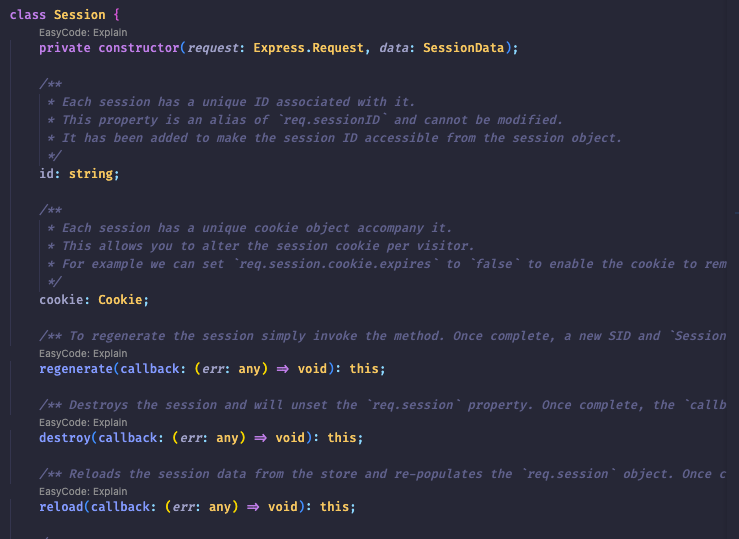 class Session {
EasyCode: Explain
private constructor(request: Express.Request, data: SessionData);
/**
* Each session has a unique ID associated with it.
* This property is an alias of `req.sessionID` and cannot be modified.
* It has been added to make the session ID accessible from the session object.
*/
id: string;
/**
* Each session has a unique cookie object accompany it.
* This allows you to alter the session cookie per visitor.
* For example we can set `req.session.cookie.expires` to `false` to enable the cookie to rem
*/
cookie: Cookie;
/** To regenerate the session simply invoke the method. Once complete, a new SID and `Session
EasyCode: Explain
regenerate(callback: (err: any) => void): this;
/** Destroys the session and will unset the `req.session` property. Once complete, the `callb
EasyCode: Explain
destroy(callback: (err: any) => void): this;
/** Reloads the session data from the store and re-populates the `req.session` object. Once c
EasyCode: Explain
reload(callback: (err: any) => void): this;